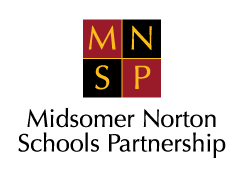 M N
S P
Midsomer Norton
Schools Partnership